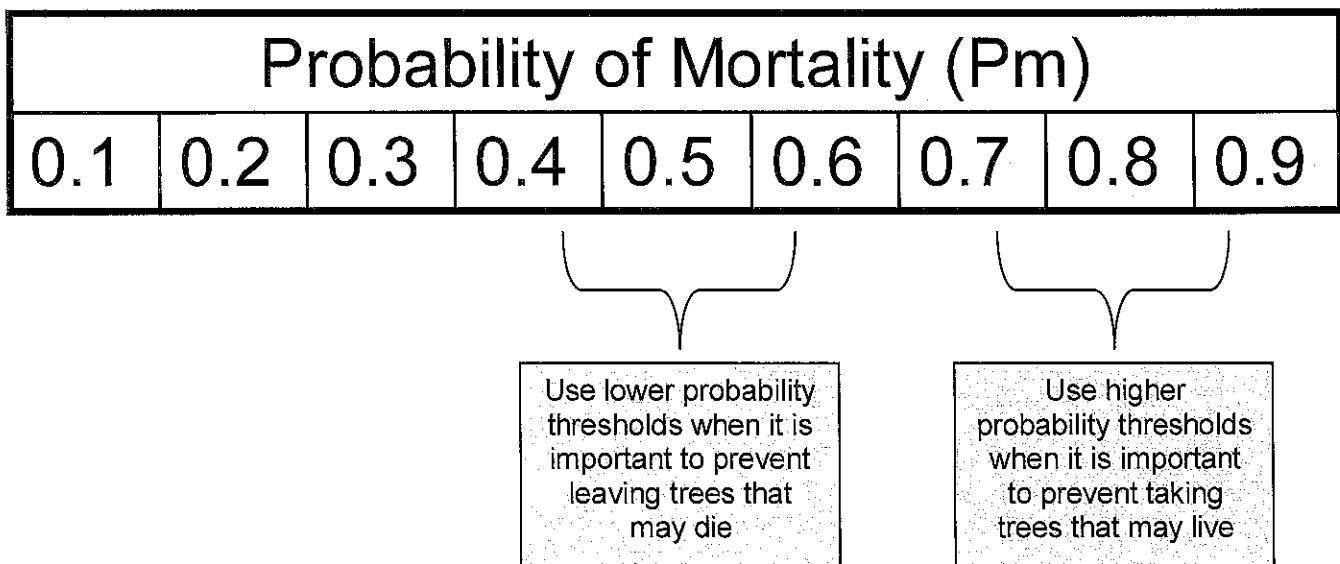 Probability of Mortality (Pm)
0.1 0.2 0.3 0.4 0.5 0.6 0.7 0.8 0.9
Use lower probability
thresholds when it is
important to prevent
leaving trees that
may die
Use higher
probability thresholds
when it is important
to prevent taking
trees that may live